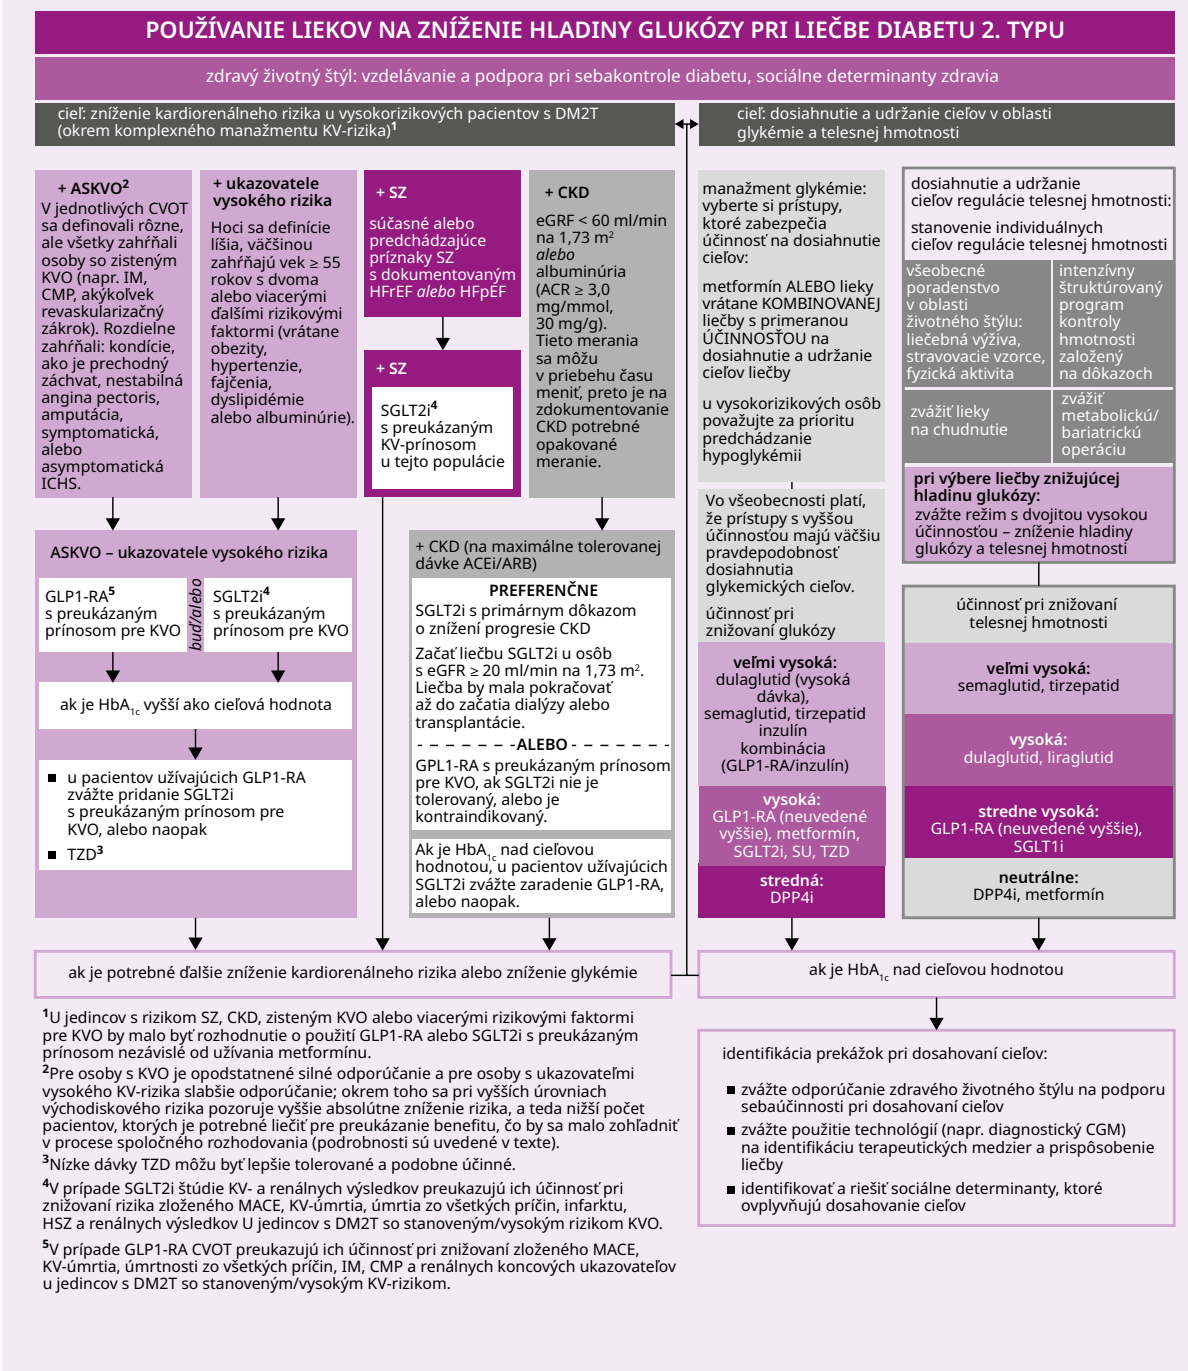 POUŽÍVANIE LIEKOV NA ZNÍŽENIE HLADINY GLUKÓZY PRI LIEČBE DIABETU 2. TYPU
zdravý životný štýl: vzdelávanie a podpora pri sebakontrole diabetu, sociálne determinanty zdravia
cieľ: zníženie kardiorenálneho rizika u vysokorizikových pacientov s DM2T
(okrem komplexného manažmentu KV-rizika)1
cieľ: dosiahnutie a udržanie cieľov v oblasti
glykémie a telesnej hmotnosti
+ ASKVO2
V jednotlivých CVOT
sa definovali rôzne,
ale všetky zahŕňali
osoby so zisteným
KVO (napr. IM,
CMP, akýkoľvek
revaskularizačný
zákrok). Rozdielne
zahŕňali: kondície,
ako je prechodný
záchvat, nestabilná
angina pectoris,
amputácia,
symptomatická,
alebo
asymptomatická
ICHS.
+ ukazovatele
vysokého rizika
Hoci sa definície
líšia, väčšinou
zahŕňajú vek ≥ 55
rokov s dvoma
alebo viacerými
ďalšími rizikovými
faktormi (vrátane
obezity,
hypertenzie,
fajčenia,
dyslipidémie
alebo albuminúrie).
+ SZ
súčasné alebo
predchádzajúce
príznaky SZ
s dokumentovaným
HFrEF alebo HFpEF
+ SZ
SGLT2i4
s preukázaným
KV-prínosom
u tejto populácie
+ CKD
eGRF < 60 ml/min
na 1,73 m2
alebo
albuminúria
(ACR ≥ 3,0
mg/mmol,
30 mg/g).
Tieto merania
sa môžu
v priebehu času
meniť, preto je na
zdokumentovanie
CKD potrebné
opakované
meranie.
ASKVO – ukazovatele vysokého rizika
GLP1-RA5
s preukázaným
prínosom pre KVO
buď/alebo
SGLT2i4
s preukázaným
prínosom pre KVO
ak je HbA1c vyšší ako cieľová hodnota
u pacientov užívajúcich GLP1-RA
zvážte pridanie SGLT2i
s preukázaným prínosom pre
KVO, alebo naopak
TZD3
+ CKD (na maximálne tolerovanej
dávke ACEi/ARB)
PREFERENČNE
SGLT2i s primárnym dôkazom
o znížení progresie CKD
Začať liečbu SGLT2i u osôb
s eGFR ≥ 20 ml/min na 1,73 m2.
Liečba by mala pokračovať
až do začatia dialýzy alebo
transplantácie.
- - - - - - - ALEBO - - - - - - -
GPL1-RA s preukázaným prínosom
pre KVO, ak SGLT2i nie je
tolerovaný, alebo je
kontraindikovaný.
Ak je HbA1c nad cieľovou
hodnotou, u pacientov užívajúcich
SGLT2i zvážte zaradenie GLP1-RA,
alebo naopak.
manažment glykémie:
vyberte si prístupy,
ktoré zabezpečia
účinnosť na dosiahnutie
cieľov:
metformín ALEBO lieky
vrátane KOMBINOVANEJ
liečby s primeranou
ÚČINNOSŤOU na
dosiahnutie a udržanie
cieľov liečby
u vysokorizikových osôb
považujte za prioritu
predchádzanie
hypoglykémii
Vo všeobecnosti platí,
že prístupy s vyššou
účinnosťou majú väčšiu
pravdepodobnosť
dosiahnutia
glykemických cieľov.
účinnosť pri
znižovaní glukózy
veľmi vysoká:
dulaglutid (vysoká
dávka),
semaglutid, tirzepatid
inzulín
kombinácia
(GLP1-RA/inzulín)
vysoká:
GLP1-RA (neuvedené
vyššie), metformín,
SGLT2i, SU, TZD
stredná:
DPP4i
dosiahnutie a udržanie
cieľov regulácie telesnej hmotnosti:
stanovenie individuálnych
cieľov regulácie telesnej hmotnosti
všeobecné
poradenstvo
v oblasti
životného štýlu:
liečebná výživa,
stravovacie vzorce,
fyzická aktivita
intenzívny
štruktúrovaný
program
kontroly
hmotnosti
založený
na dôkazoch
zvážiť lieky
na chudnutie
zvážiť
metabolickú/
bariatrickú
operáciu
pri výbere liečby znižujúcej
hladinu glukózy:
zvážte režim s dvojitou vysokou
účinnosťou – zníženie hladiny
glukózy a telesnej hmotnosti
účinnosť pri znižovaní
telesnej hmotnosti
veľmi vysoká:
semaglutid, tirzepatid
vysoká:
dulaglutid, liraglutid
stredne vysoká:
GLP1-RA (neuvedené vyššie),
SGLT1i
neutrálne:
DPP4i, metformín
ak je potrebné ďalšie zníženie kardiorenálneho rizika alebo zníženie glykémie
ak je HbA1c nad cieľovou hodnotou
identifikácia prekážok pri dosahovaní cieľov:
zvážte odporúčanie zdravého životného štýlu na podporu
sebaúčinnosti pri dosahovaní cieľov
zvážte použitie technológií (napr. diagnostický CGM)
na identifikáciu terapeutických medzier a prispôsobenie
liečby
identifikovať a riešiť sociálne determinanty, ktoré
ovplyvňujú dosahovanie cieľov
1U jedincov s rizikom SZ, CKD, zisteným KVO alebo viacerými rizikovými faktormi
pre KVO by malo byť rozhodnutie o použití GLP1-RA alebo SGLT2i s preukázaným
prínosom nezávislé od užívania metformínu.
2Pre osoby s KVO je opodstatnené silné odporúčanie a pre osoby s ukazovateľmi
vysokého KV-rizika slabšie odporúčanie; okrem toho sa pri vyšších úrovniach
východiskového rizika pozoruje vyššie absolútne zníženie rizika, a teda nižší počet
pacientov, ktorých je potrebné liečiť pre preukázanie benefitu, čo by sa malo zohľadniť
v procese spoločného rozhodovania (podrobnosti sú uvedené v texte).
3Nízke dávky TZD môžu byť lepšie tolerované a podobne účinné.
4V prípade SGLT2i štúdie KV- a renálnych výsledkov preukazujú ich účinnosť pri
znižovaní rizika zloženého MACE, KV-úmrtia, úmrtia zo všetkých príčin, infarktu,
HSZ a renálnych výsledkov U jedincov s DM2T so stanoveným/vysokým rizikom KVO.
5V prípade GLP1-RA CVOT preukazujú ich účinnosť pri znižovaní zloženého MACE,
KV-úmrtia, úmrtnosti zo všetkých príčin, IM, CMP a renálnych koncových ukazovateľov
u jedincov s DM2T so stanoveným/vysokým KV-rizikom.